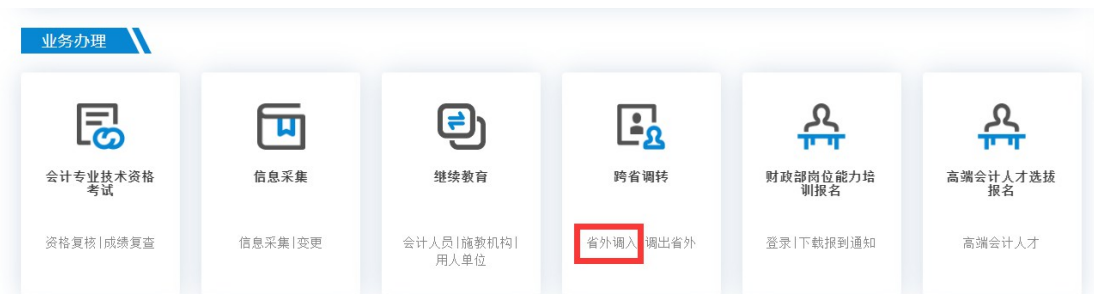 业务办理
会计专业技术资格
考试
资格复核|成绩复查
信息采集
信息采集|变更
继续教育
会计人员|施教机构|
用人单位
跨省调转
省外调入 调出省外
财政部岗位能力培
训报名
登录|下载报到通知
高端会计人才选拔
报名
高端会计人才